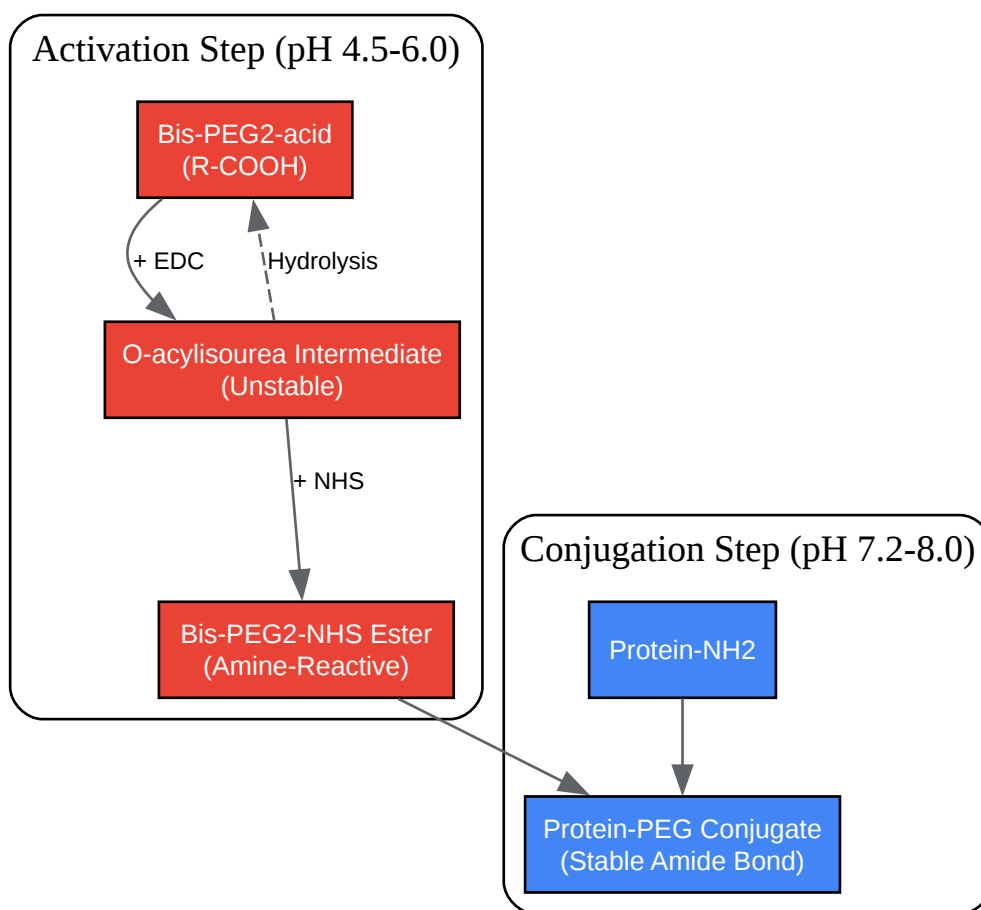 Activation Step (pH 4.5-6.0)
Bis-PEG2-acid
(R-COOH)
+ EDC
Hydrolysis
O-acylisourea Intermediate
(Unstable)
+ NHS
Bis-PEG2-NHS Ester
(Amine-Reactive)
Conjugation Step (pH 7.2-8.0)
Protein-NH2
Protein-PEG Conjugate
(Stable Amide Bond)